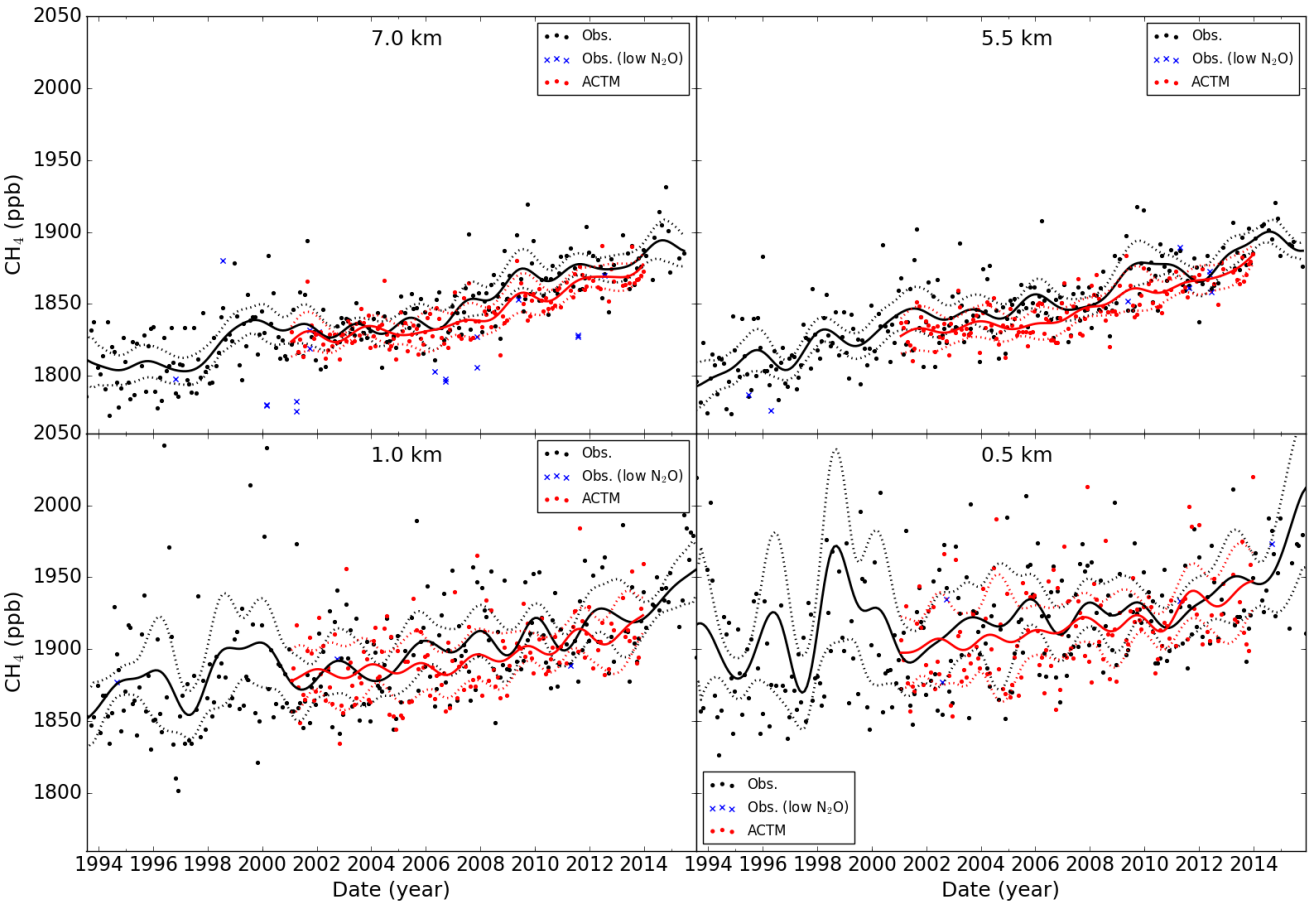 7.0 km
Obs.
Obs. (low N₂O)
ACTM
5.5 km
Obs.
Obs. (low N₂O)
ACTM
2050
2000
1950
1900
1850
1800
CH₄ (ppb)
1.0 km
Obs.
Obs. (low N₂O)
ACTM
0.5 km
Obs.
Obs. (low N₂O)
ACTM
2050
2000
1950
1900
1850
1800
CH₄ (ppb)
1994 1996 1998 2000 2002 2004 2006 2008 2010 2012 2014
Date (year)
1994 1996 1998 2000 2002 2004 2006 2008 2010 2012 2014
Date (year)